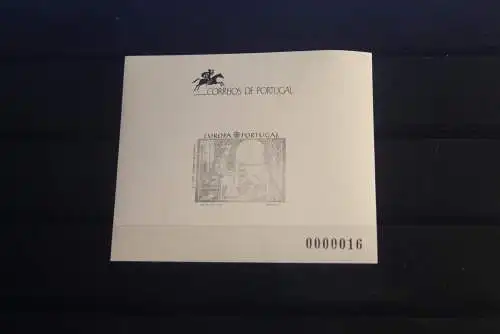 CORREIOS DE PORTUGAL
EUROPA PORTUGAL
0000016